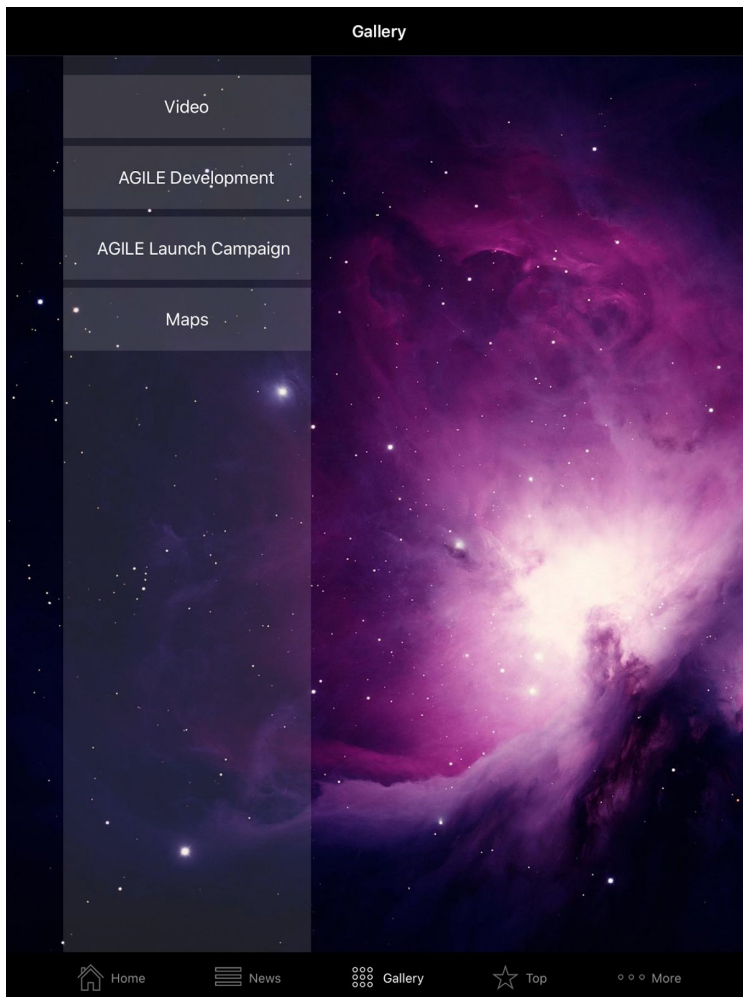 Gallery
Video
AGILE Development
AGILE Launch Campaign
Maps
Home News Gallery Top More